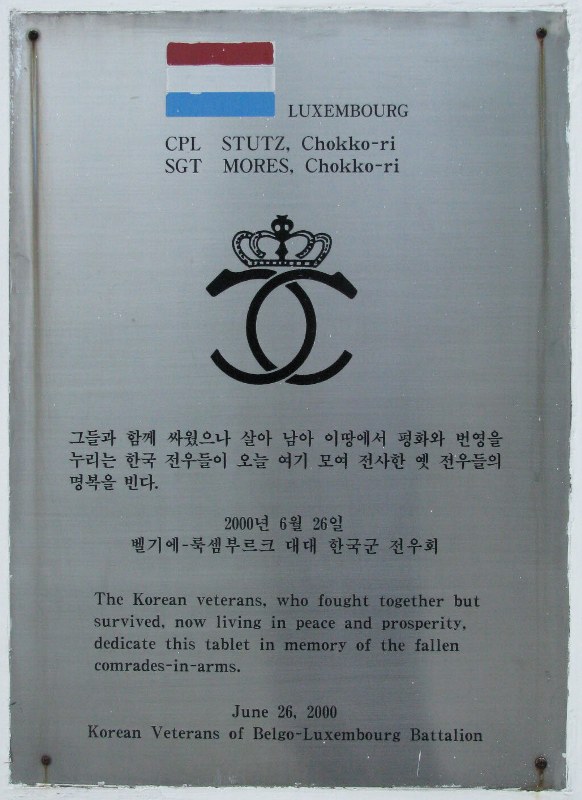 LUXEMBOURG
CPL STUTZ, Chokko-ri
SGT MORES, Chokko-ri
그들과 함께 싸웠으나 살아 남아 이땅에서 평화와 번영을
누리는 한국 전우들이 오늘 여기 모여 전사한 옛 전우들의
명복을 빈다.
2000년 6월 26일
벨기에-룩셈부르크 대대 한국군 전우회
The Korean veterans, who fought together but
survived, now living in peace and prosperity,
dedicate this tablet in memory of the fallen
comrades-in-arms.
June 26, 2000
Korean Veterans of Belgo-Luxembourg Battalion